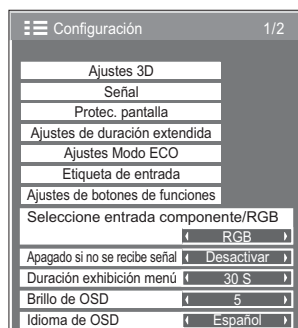 Configuración 1/2
Ajustes 3D
Señal
Protec. pantalla
Ajustes de duración extendida
Ajustes Modo ECO
Etiqueta de entrada
Ajustes de botones de funciones
Seleccione entrada componente/RGB
RGB
Apagado si no se recibe señal Desactivar
Duración exhibición menú 30 S
Brillo de OSD 5
Idioma de OSD Español